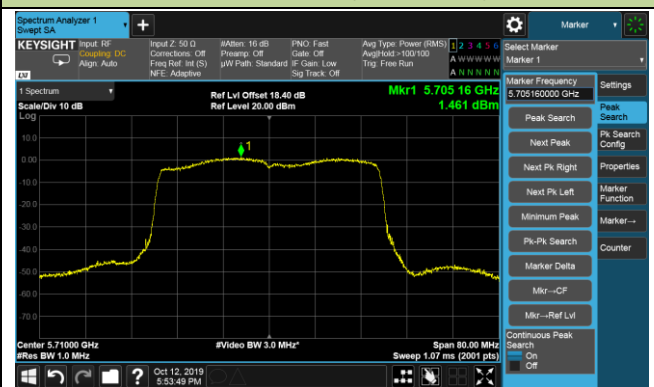 Spectrum Analyzer 1
Swept SA
Marker
KEYSIGHT
Input: RF
Coupling: DC
Align: Auto
Input Z: 50 Ω
Corrections: Off
Freq Ref: Int (S)
NFE: Adaptive
#Atten: 16 dB
Preamp: Off
µW Path: Standard
PNO: Fast
Gate: Off
IF Gain: Low
Sig Track: Off
Avg Type: Power (RMS)
Avg|Hold:>100/100
Trig: Free Run
1 2 3 4 5 6
A W W W W W
A N N N N N
Select Marker
Marker 1
LXI
1 Spectrum
Scale/Div 10 dB
Log
Ref Lvl Offset 18.40 dB
Ref Level 20.00 dBm
Mkr1 5.705 16 GHz
1.461 dBm
10.0
0.00
-10.0
-20.0
-30.0
-40.0
-50.0
-60.0
-70.0
1
Center 5.71000 GHz
#Res BW 1.0 MHz
#Video BW 3.0 MHz*
Span 80.00 MHz
Sweep 1.07 ms (2001 pts)
Marker Frequency
5.705160000 GHz
Peak Search
Next Peak
Next Pk Right
Next Pk Left
Minimum Peak
Pk-Pk Search
Marker Delta
Mkr→CF
Mkr→Ref Lvl
Continuous Peak
Search
On
Off
Settings
Peak
Search
Pk Search
Config
Properties
Marker
Function
Marker→
Counter
Oct 12, 2019
5:53:49 PM